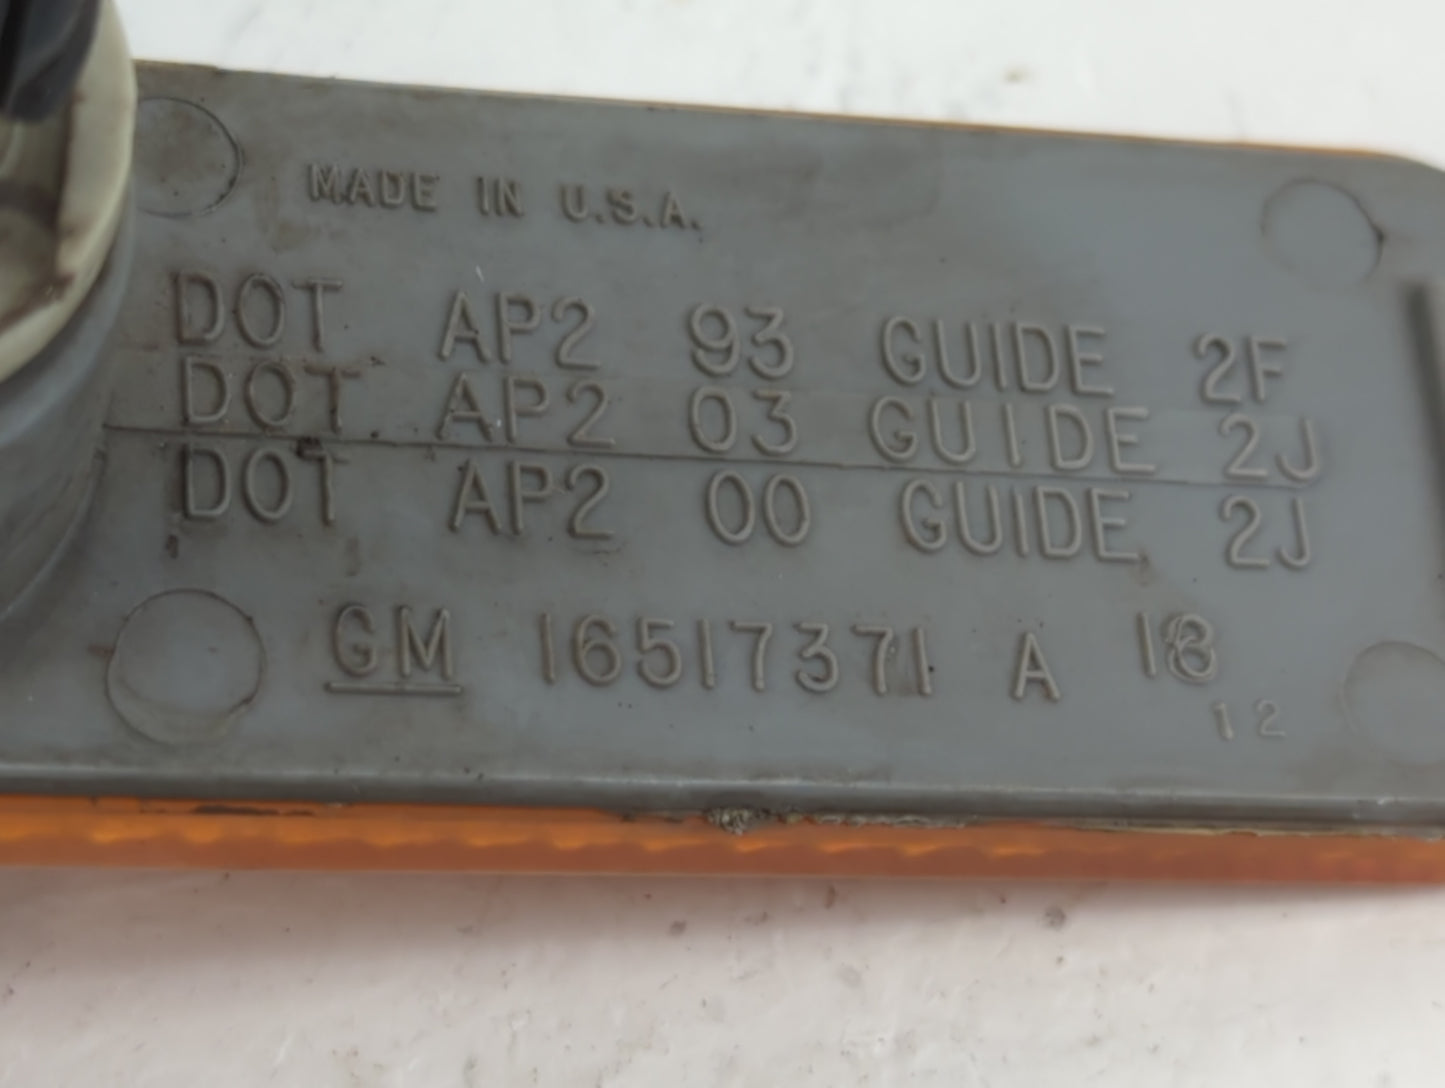 MADE IN U.S.A.
DOT AP2 93 GUIDE 2F
DOT AP2 03 GUIDE 2J
DOT AP2 00 GUIDE 2J
GM 16517371 A
12